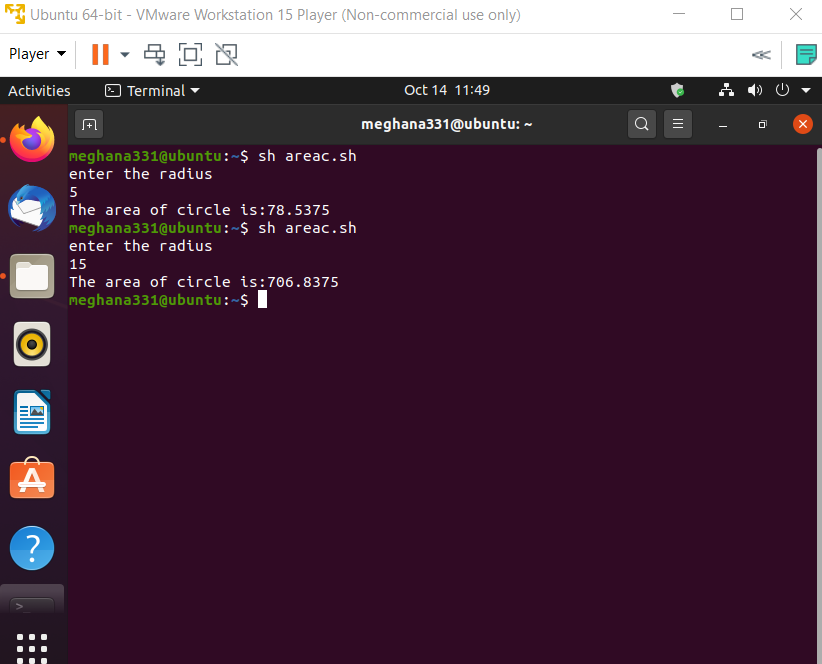 Ubuntu 64-bit - VMware Workstation 15 Player (Non-commercial use only)
Player
Activities
Terminal
Oct 14 11:49
meghana331@ubuntu: ~
meghana331@ubuntu:~$ sh areac.sh
enter the radius
5
The area of circle is:78.5375
meghana331@ubuntu:~$ sh areac.sh
enter the radius
15
The area of circle is:706.8375
meghana331@ubuntu:~$